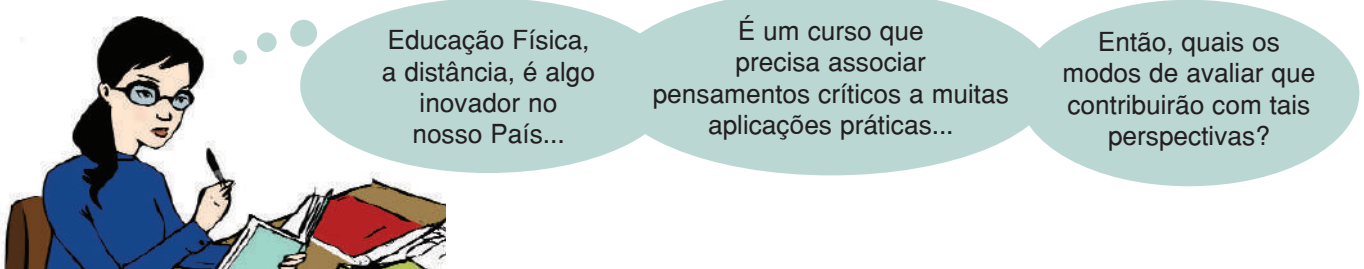 Educação Física,
a distância, é algo
inovador no
nosso País...
É um curso que
precisa associar
pensamentos críticos a muitas
aplicações práticas...
Então, quais os
modos de avaliar que
contribuirão com tais
perspectivas?